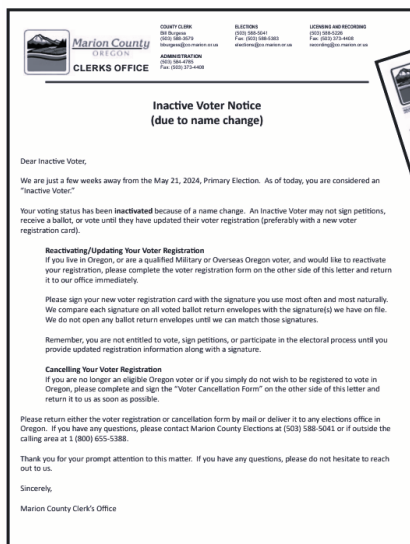 Marion County
OREGON
CLERKS OFFICE
COUNTY CLERK
Bill Burgess
(503) 588-3579
bburgess@co.marion.or.us
ADMINISTRATION
(503) 584-4785
Fax: (503) 373-4408
ELECTIONS
(503) 588-5041
Fax: (503) 588-5383
elections@co.marion.or.us
LICENSING AND RECORDING
(503) 588-5226
Fax: (503) 373-4408
recording@co.marion.or.us
Inactive Voter Notice
(due to name change)
Dear Inactive Voter,
We are just a few weeks away from the May 21, 2024, Primary Election. As of today, you are considered an
"Inactive Voter."
Your voting status has been inactivated because of a name change. An Inactive Voter may not sign petitions,
receive a ballot, or vote until they have updated their voter registration (preferably with a new voter
registration card).
Reactivating/Updating Your Voter Registration
If you live in Oregon, or are a qualified Military or Overseas Oregon voter, and would like to reactivate
your registration, please complete the voter registration form on the other side of this letter and return
it to our office immediately.
Please sign your new voter registration card with the signature you use most often and most naturally.
We compare each signature on all voted ballot return envelopes with the signature(s) we have on file.
We do not open any ballot return envelopes until we can match those signatures.
Remember, you are not entitled to vote, sign petitions, or participate in the electoral process until you
provide updated registration information along with a signature.
Cancelling Your Voter Registration
If you are no longer an eligible Oregon voter or if you simply do not wish to be registered to vote in
Oregon, please complete and sign the "Voter Cancellation Form" on the other side of this letter and
return it to us soon as possible.
Please return either the voter registration or cancellation form by mail or deliver it to any elections office in
Oregon. If you have any questions, please contact Marion County Elections at (503) 588-5041 or if outside the
calling area at 1 (800) 655-5388.
Thank you for your prompt attention to this matter. If you have any questions, please do not hesitate to reach
out to us.
Sincerely,
Marion County Clerk's Office